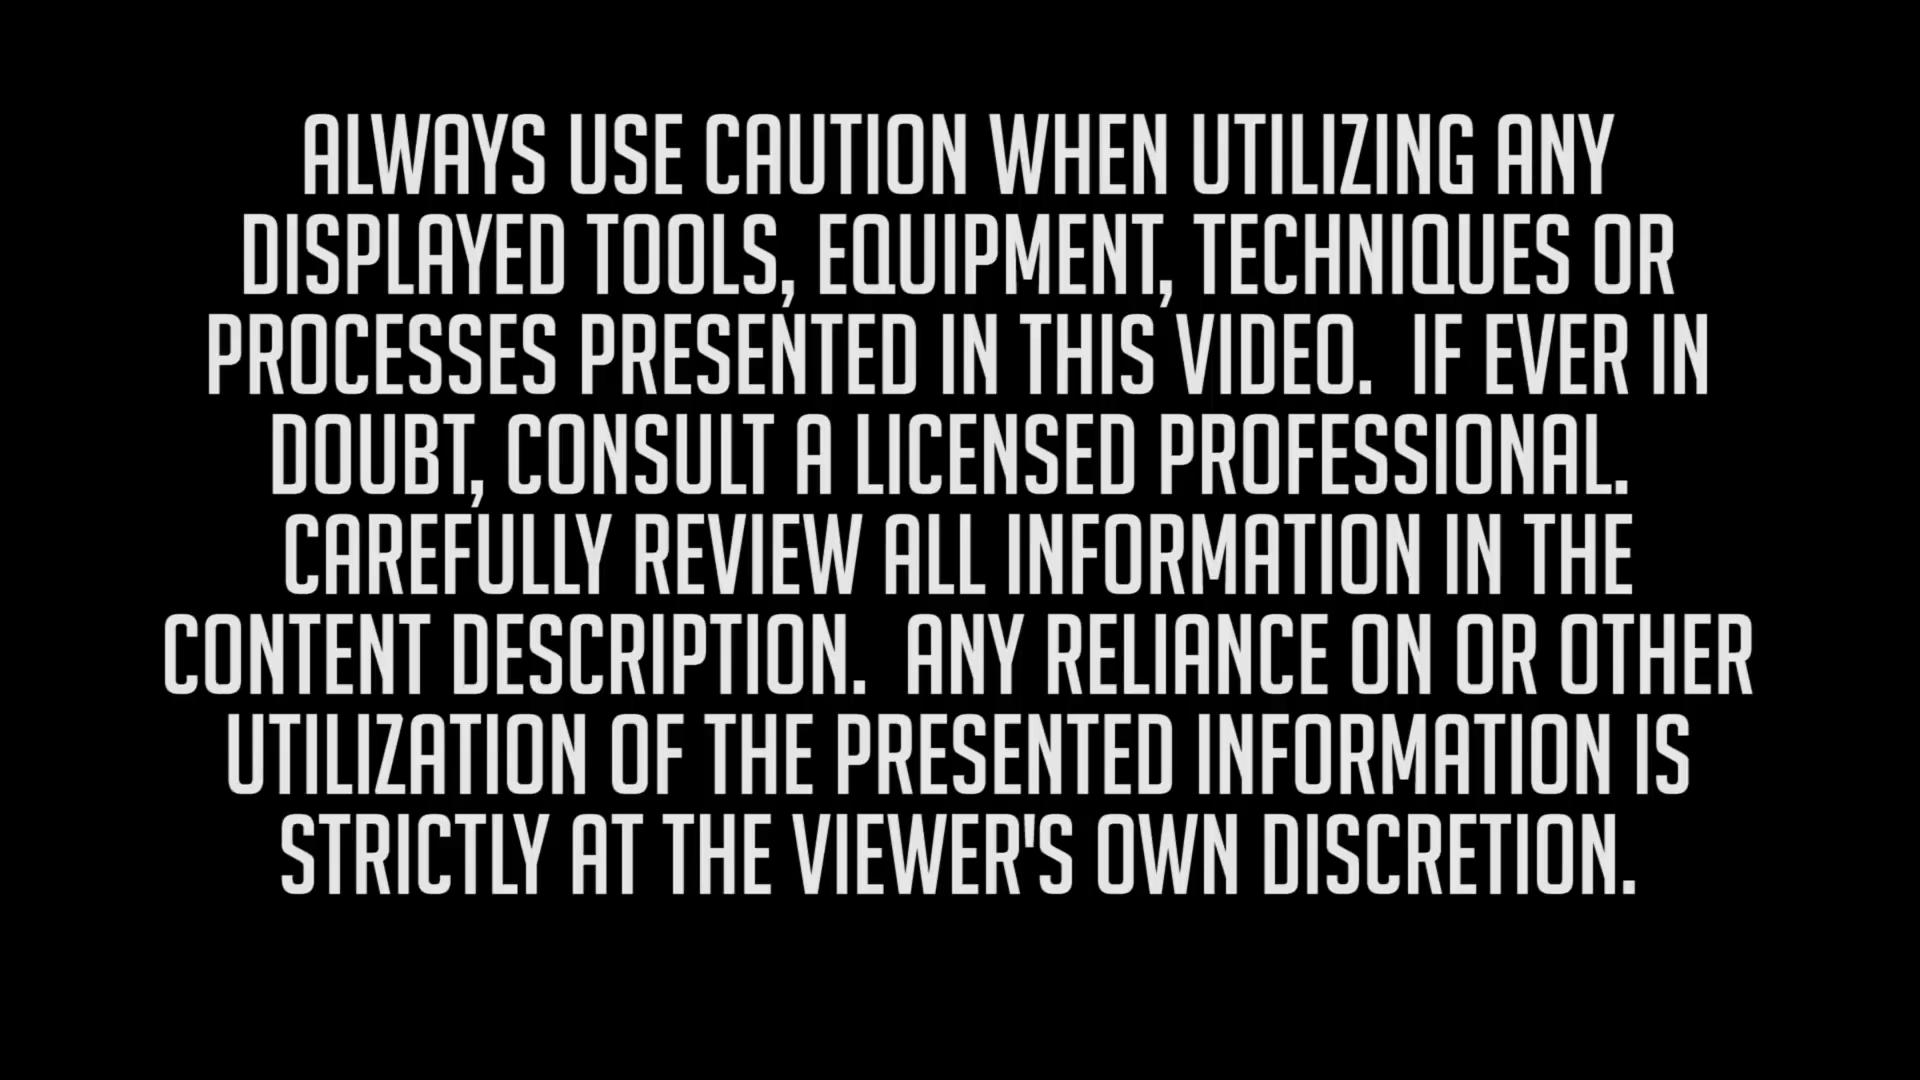 ALWAYS USE CAUTION WHEN UTILIZING ANY
DISPLAYED TOOLS, EQUIPMENT, TECHNIQUES OR
PROCESSES PRESENTED IN THIS VIDEO.  IF EVER IN
DOUBT, CONSULT A LICENSED PROFESSIONAL.
CAREFULLY REVIEW ALL INFORMATION IN THE
CONTENT DESCRIPTION.  ANY RELIANCE ON OR OTHER
UTILIZATION OF THE PRESENTED INFORMATION IS
STRICTLY AT THE VIEWER'S OWN DISCRETION.